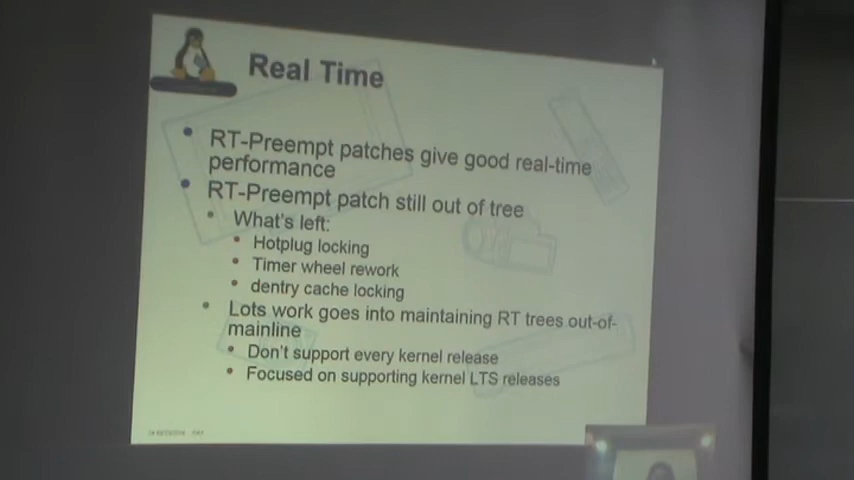 Real Time
• RT-Preempt patches give good real-time
performance
• RT-Preempt patch still out of tree
• What's left:
• Hotplug locking
• Timer wheel rework
• dentry cache locking
• Lots work goes into maintaining RT trees out-of-
mainline
• Don't support every kernel release
• Focused on supporting kernel LTS releases